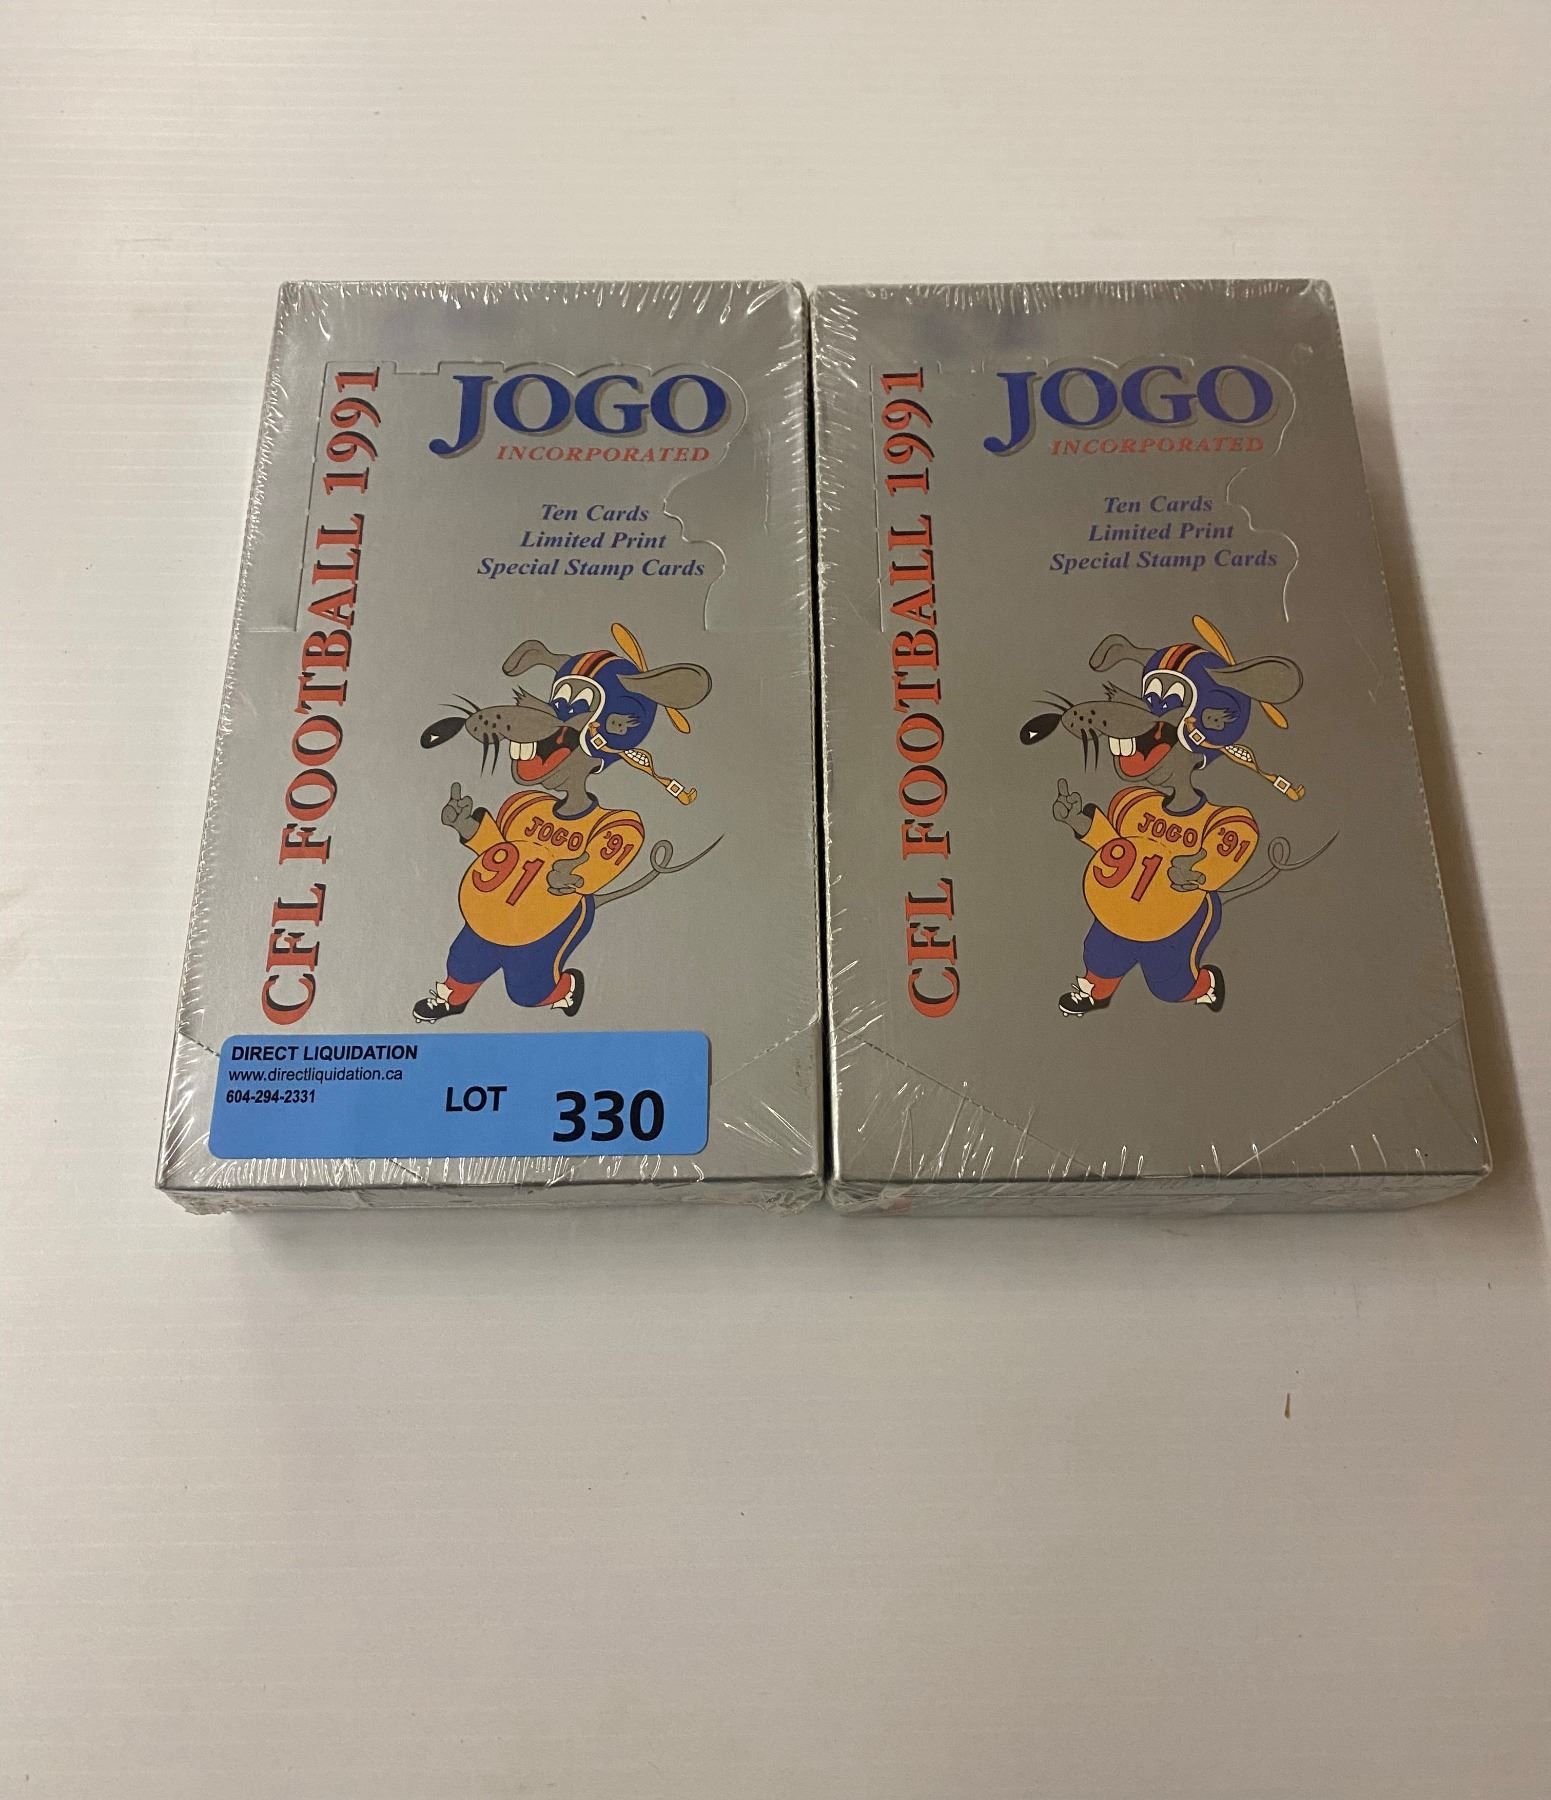 CFL FOOTBALL 1991
JOGO
INCORPORATED
Ten Cards
Limited Print
Special Stamp Cards
JOGO '91
91
DIRECT LIQUIDATION
www.directliquidation.ca
604-294-2331
LOT 330
CFL FOOTBALL 1991
JOGO
INCORPORATED
Ten Cards
Limited Print
Special Stamp Cards
JOGO '91
91